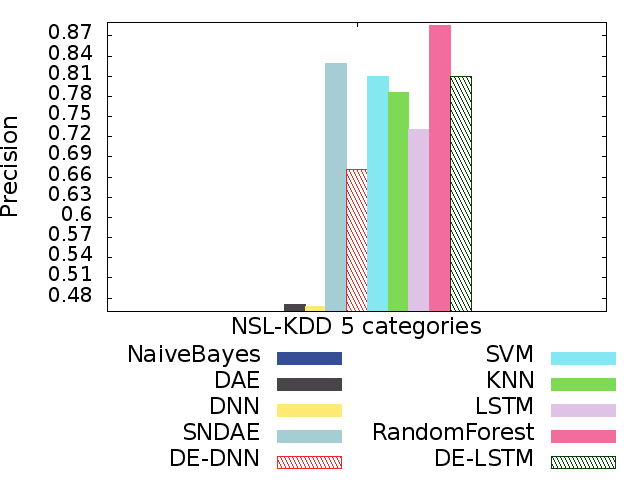 0.87
0.84
0.81
0.78
0.75
0.72
0.69
0.66
0.63
0.6
0.57
0.54
0.51
0.48
Precision
NSL-KDD 5 categories
NaiveBayes
DAE
DNN
SNDAE
DE-DNN
SVM
KNN
LSTM
RandomForest
DE-LSTM